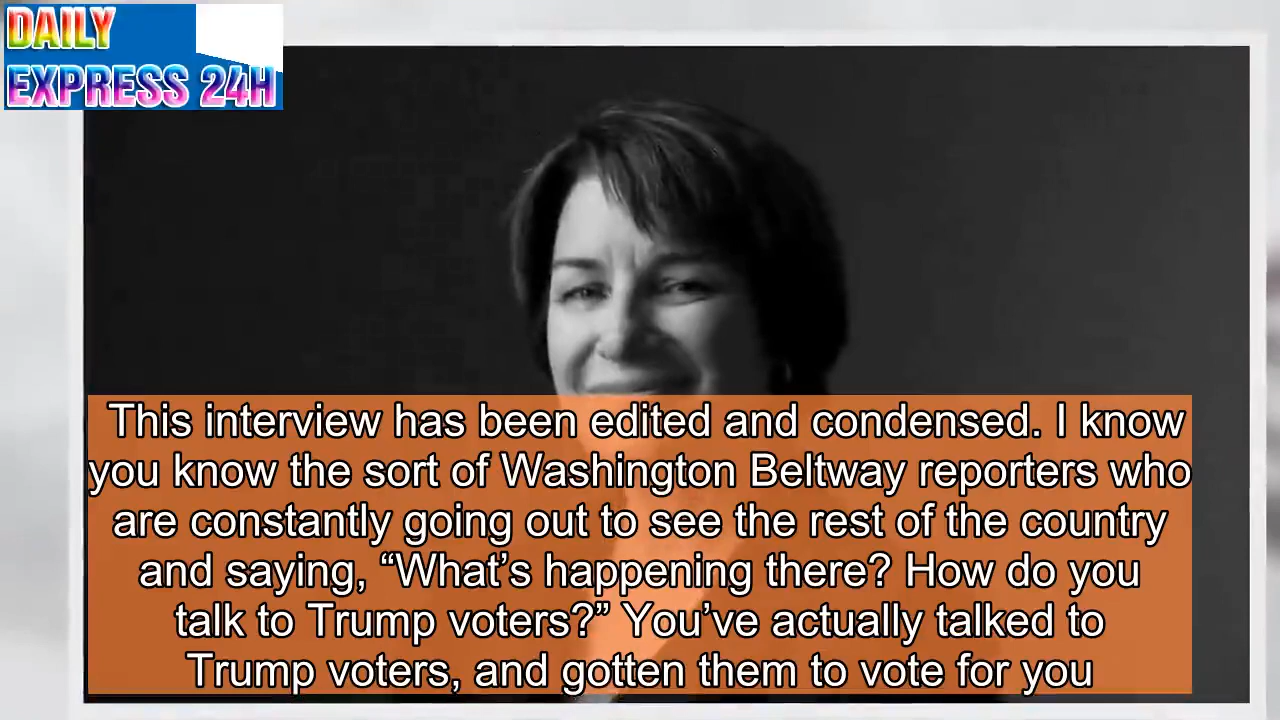 DAILY
EXPRESS 24H
This interview has been edited and condensed. I know
you know the sort of Washington Beltway reporters who
are constantly going out to see the rest of the country
and saying, “What’s happening there? How do you
talk to Trump voters?” You’ve actually talked to
Trump voters, and gotten them to vote for you